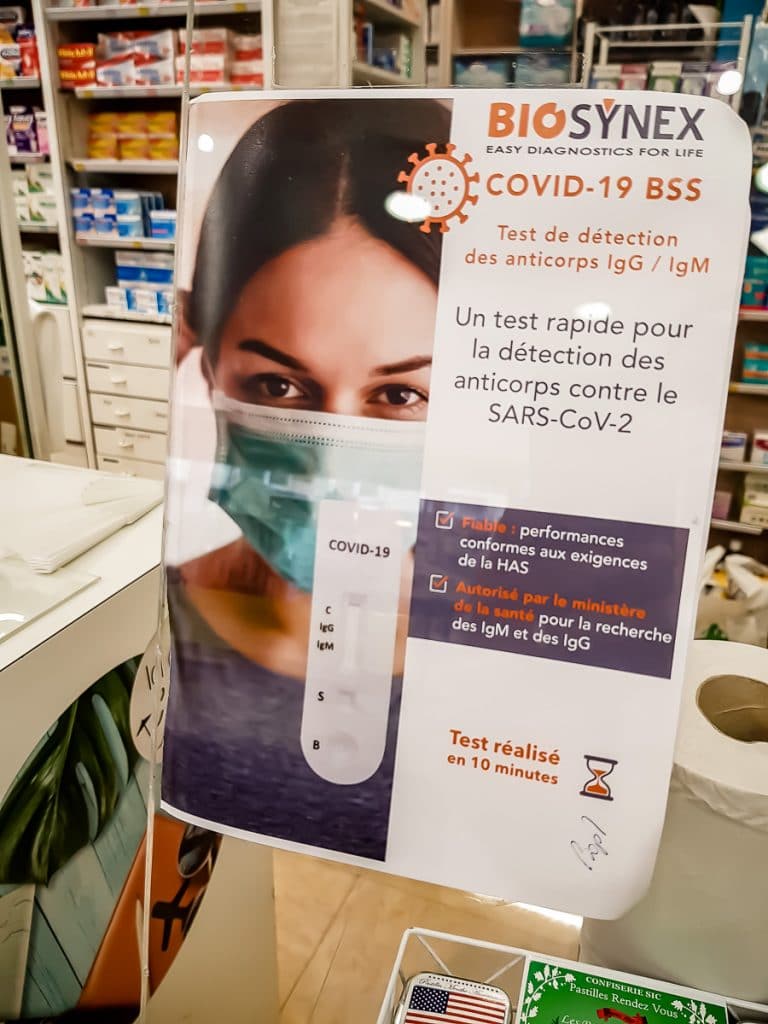 BIOSYNEX
EASY DIAGNOSTICS FOR LIFE
COVID-19 BSS
Test de détection
des anticorps IgG / IgM
Un test rapide pour
la détection des
anticorps contre le
SARS-CoV-2
COVID-19
C
IgG
IgM
S
B
Fiable : performances
conformes aux exigences
de la HAS
Autorisé par le ministère
de la santé pour la recherche
des IgM et des IgG
Test réalisé
en 10 minutes
CONFISERIE SIC
Pastilles Rendez Vous